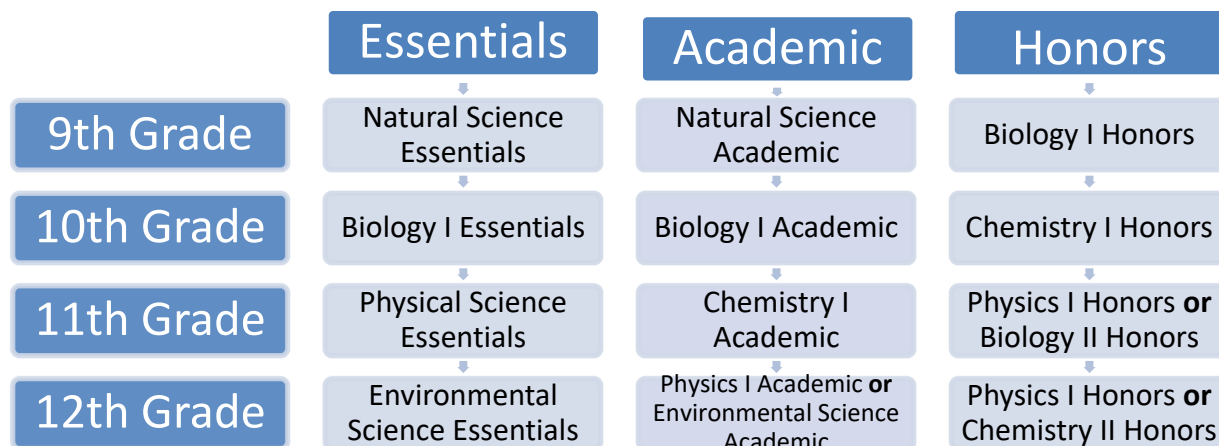 Essentials
Academic
Honors
9th Grade
Natural Science
Essentials
Natural Science
Academic
Biology I Honors
10th Grade
Biology I Essentials
Biology I Academic
Chemistry I Honors
11th Grade
Physical Science
Essentials
Chemistry I
Academic
Physics I Honors or
Biology II Honors
12th Grade
Environmental
Science Essentials
Physics I Academic or
Environmental Science
Academic
Physics I Honors or
Chemistry II Honors